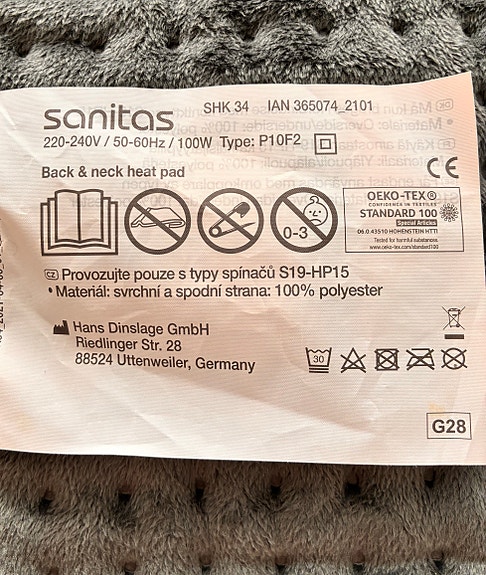 sanitas SHK 34 IAN 365074_2101
220-240V / 50-60Hz / 100W Type: P10F2
Back & neck heat pad
0-3
OEKO-TEX®
CONFIDENCE IN TEXTILES
STANDARD 100
Special Articles
06.0.43510 HOHENSTEIN HTTI
Tested for harmful substances
www.oeko-tex.com/standard100
CZ Provozujte pouze s typy spínačů S19-HP15
• Materiál: svrchní a spodní strana: 100% polyester
Hans Dinslage GmbH
Riedlinger Str. 28
88524 Uttenweiler, Germany
30
G28